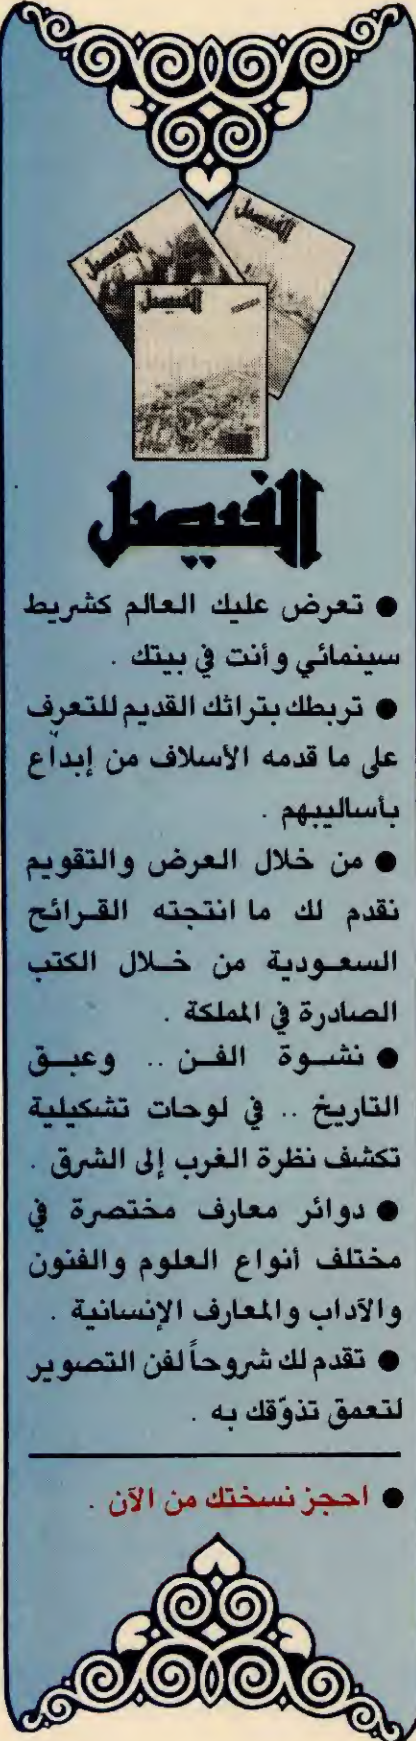 الفيصل
الفيصل
الفيصل
الفيصل
● تعرض عليك العالم كشريط
سينمائي وأنت في بيتك .
● تربطك بتراثك القديم للتعرف
على ما قدمه الأسلاف من إبداع
بأساليبهم .
● من خلال العرض والتقويم
نقدم لك ما انتجته القرائح
السعودية من خلال الكتب
الصادرة في المملكة .
● نشوة الفن .. وعبق
التاريخ .. في لوحات تشكيلية
تكشف نظرة الغرب إلى الشرق .
● دوائر معارف مختصرة في
مختلف أنواع العلوم والفنون
والآداب والمعارف الإنسانية .
● تقدم لك شروحاً لفن التصوير
لتعمق تذوّقك به .
● احجز نسختك من الآن .